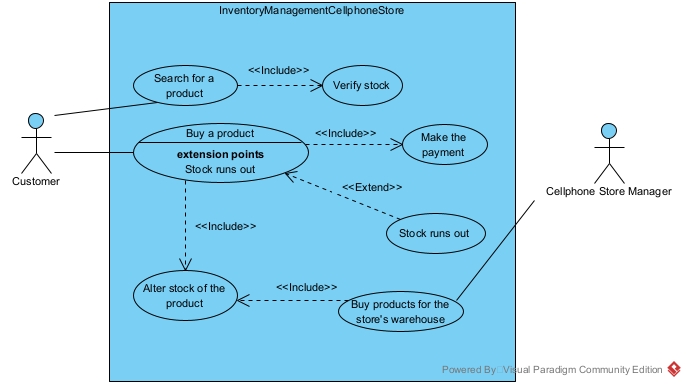 InventoryManagementCellphoneStore
Search for a
product
<<Include>>
Verify stock
Customer
Buy a product
extension points
Stock runs out
<<Include>>
Make the
payment
Cellphone Store Manager
<<Extend>>
Stock runs out
<<Include>>
Alter stock of the
product
<<Include>>
Buy products for the
store's warehouse
Powered By: Visual Paradigm Community Edition